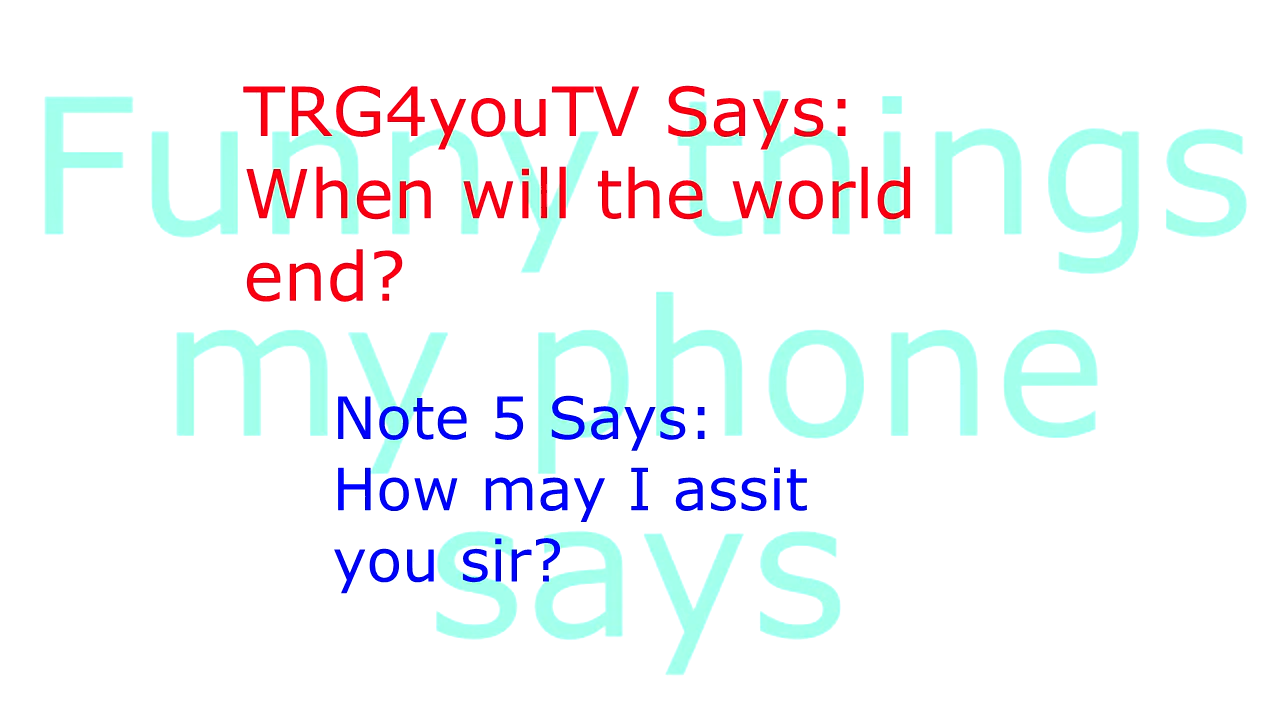 Funny things
my phone
says
TRG4youTV Says:
When will the world
end?
Note 5 Says:
How may I assit
you sir?